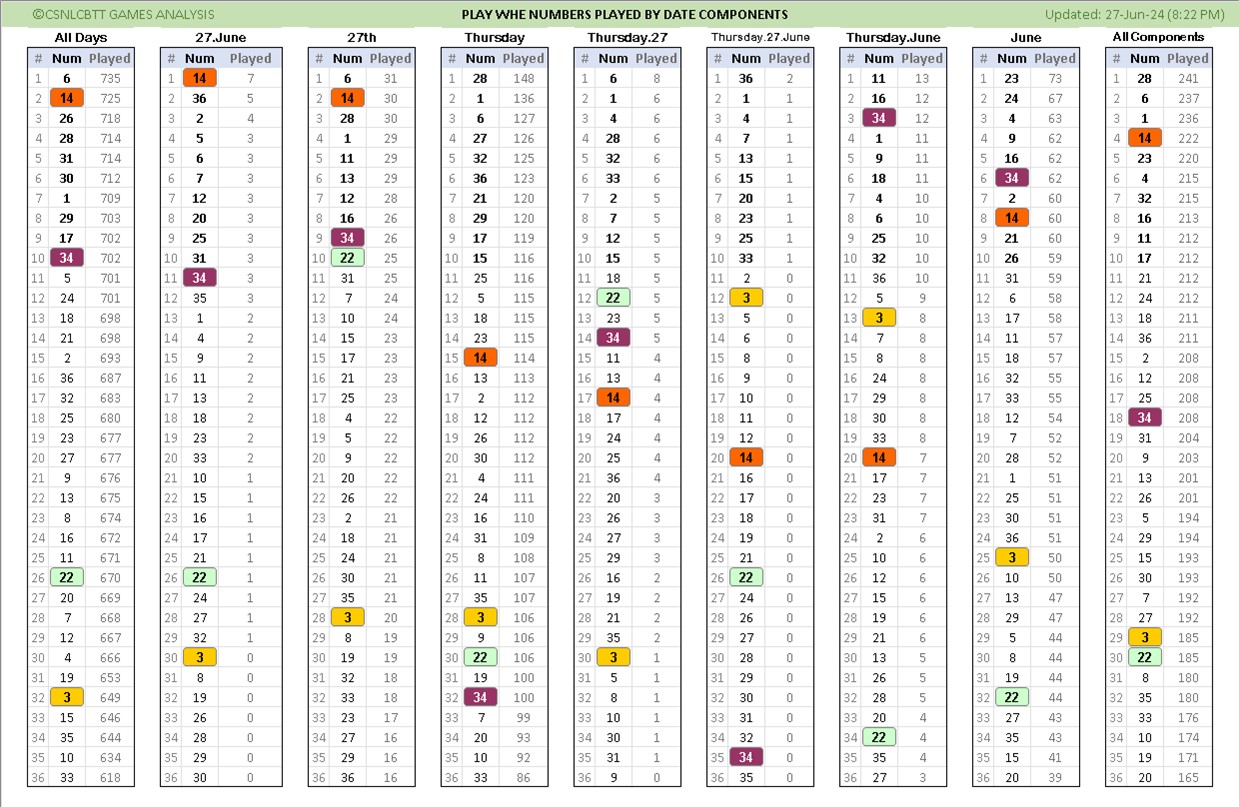 ©CSNLCBTT GAMES ANALYSIS PLAY WHE NUMBERS PLAYED BY DATE COMPONENTS Updated: 27-Jun-24 (8:22 PM)
All Days 27.June 27th Thursday Thursday.27 Thursday.27.June Thursday.June June All Components
# Num Played # Num Played # Num Played # Num Played # Num Played # Num Played # Num Played # Num Played # Num Played
1 6 735 1 14 7 1 6 31 1 28 148 1 6 8 1 36 2 1 11 13 1 23 73 1 28 241
2 14 725 2 36 5 2 14 30 2 1 136 2 1 6 2 1 1 2 16 12 2 24 67 2 6 237
3 26 718 3 2 4 3 28 30 3 6 127 3 4 6 3 4 1 3 34 12 3 4 63 3 1 236
4 28 714 4 5 3 4 1 29 4 27 126 4 28 6 4 7 1 4 1 11 4 9 62 4 14 222
5 31 714 5 6 3 5 11 29 5 32 125 5 32 6 5 13 1 5 9 11 5 16 62 5 23 220
6 30 712 6 7 3 6 13 29 6 36 123 6 33 6 6 15 1 6 18 11 6 34 62 6 4 215
7 1 709 7 12 3 7 12 28 7 21 120 7 2 5 7 20 1 7 4 10 7 2 60 7 32 215
8 29 703 8 20 3 8 16 26 8 29 120 8 7 5 8 23 1 8 6 10 8 14 60 8 16 213
9 17 702 9 25 3 9 34 26 9 17 119 9 12 5 9 25 1 9 25 10 9 21 60 9 11 212
10 34 702 10 31 3 10 22 25 10 15 116 10 15 5 10 33 1 10 32 10 10 26 59 10 17 212
11 5 701 11 34 3 11 31 25 11 25 116 11 18 5 11 2 0 11 36 10 11 31 59 11 21 212
12 24 701 12 35 3 12 7 24 12 5 115 12 22 5 12 3 0 12 5 9 12 6 58 12 24 212
13 18 698 13 1 2 13 10 24 13 18 115 13 23 5 13 5 0 13 3 8 13 17 58 13 18 211
14 21 698 14 4 2 14 15 23 14 23 115 14 34 5 14 6 0 14 7 8 14 11 57 14 36 211
15 2 693 15 9 2 15 17 23 15 14 114 15 11 4 15 8 0 15 8 8 15 18 57 15 2 208
16 36 687 16 11 2 16 21 23 16 13 113 16 13 4 16 9 0 16 24 8 16 32 55 16 12 208
17 32 683 17 13 2 17 25 23 17 2 112 17 14 4 17 10 0 17 29 8 17 33 55 17 25 208
18 25 680 18 18 2 18 4 22 18 12 112 18 17 4 18 11 0 18 30 8 18 12 54 18 34 208
19 23 677 19 23 2 19 5 22 19 26 112 19 24 4 19 12 0 19 33 8 19 7 52 19 31 204
20 27 677 20 33 2 20 9 22 20 30 112 20 25 4 20 14 0 20 14 7 20 28 52 20 9 203
21 9 676 21 10 1 21 20 22 21 4 111 21 36 4 21 16 0 21 17 7 21 1 51 21 13 201
22 13 675 22 15 1 22 26 22 22 24 111 22 20 3 22 17 0 22 23 7 22 25 51 22 26 201
23 8 674 23 16 1 23 2 21 23 16 110 23 26 3 23 18 0 23 31 7 23 30 51 23 5 194
24 16 672 24 17 1 24 18 21 24 31 109 24 27 3 24 19 0 24 2 6 24 36 51 24 29 194
25 11 671 25 21 1 25 24 21 25 8 108 25 29 3 25 21 0 25 10 6 25 3 50 25 15 193
26 22 670 26 22 1 26 30 21 26 11 107 26 16 2 26 22 0 26 12 6 26 10 50 26 30 193
27 20 669 27 24 1 27 35 21 27 35 107 27 19 2 27 24 0 27 15 6 27 13 47 27 7 192
28 7 668 28 27 1 28 3 20 28 3 106 28 21 2 28 26 0 28 19 6 28 29 47 28 27 192
29 12 667 29 32 1 29 8 19 29 9 106 29 35 2 29 27 0 29 21 6 29 5 44 29 3 185
30 4 666 30 3 0 30 19 19 30 22 106 30 3 1 30 28 0 30 13 5 30 8 44 30 22 185
31 19 653 31 8 0 31 32 18 31 19 100 31 5 1 31 29 0 31 26 5 31 19 44 31 8 180
32 3 649 32 19 0 32 33 18 32 34 100 32 8 1 32 30 0 32 28 5 32 22 44 32 35 180
33 15 646 33 26 0 33 23 17 33 7 99 33 10 1 33 31 0 33 20 4 33 27 43 33 33 176
34 35 644 34 28 0 34 27 16 34 20 93 34 30 1 34 32 0 34 22 4 34 35 43 34 10 174
35 10 634 35 29 0 35 29 16 35 10 92 35 31 1 35 34 0 35 35 4 35 15 41 35 19 171
36 33 618 36 30 0 36 36 16 36 33 86 36 9 0 36 35 0 36 27 3 36 20 39 36 20 165